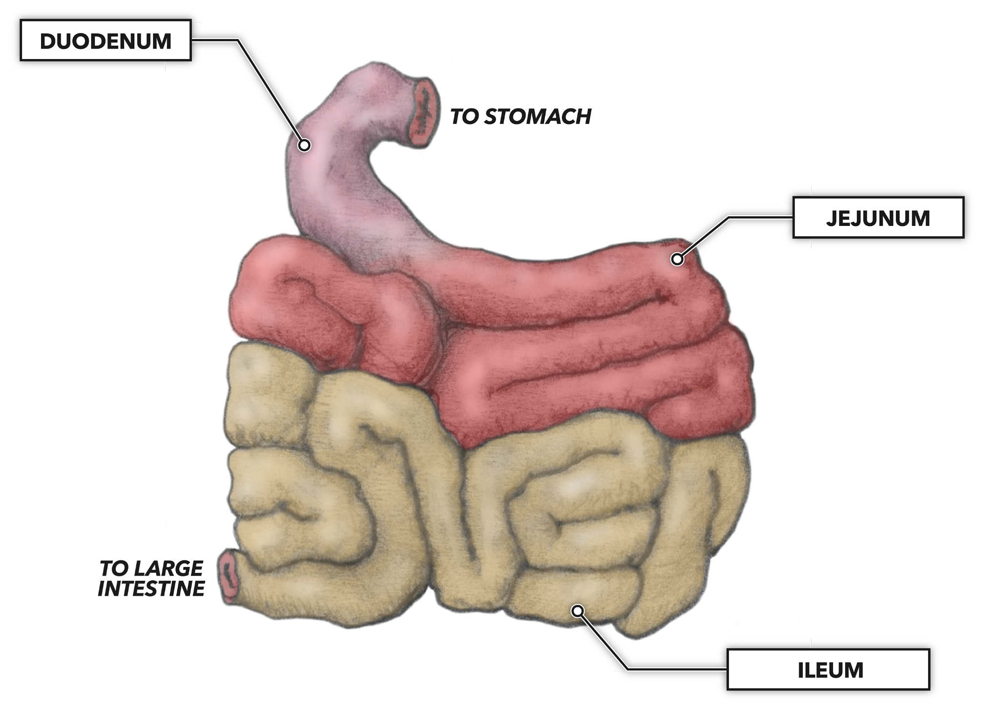 DUODENUM
TO STOMACH
JEJUNUM
TO LARGE
INTESTINE
ILEUM